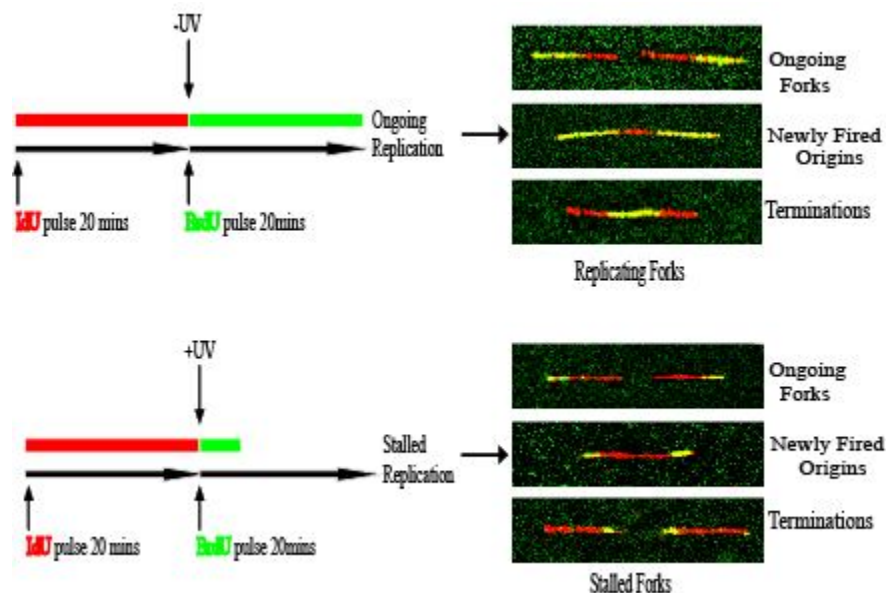 -UV
Ongoing
Replication
IdU pulse 20 mins
BrdU pulse 20mins
Ongoing
Forks
Newly Fired
Origins
Terminations
Replicating Forks
+UV
Stalled
Replication
IdU pulse 20 mins
BrdU pulse 20mins
Ongoing
Forks
Newly Fired
Origins
Terminations
Stalled Forks